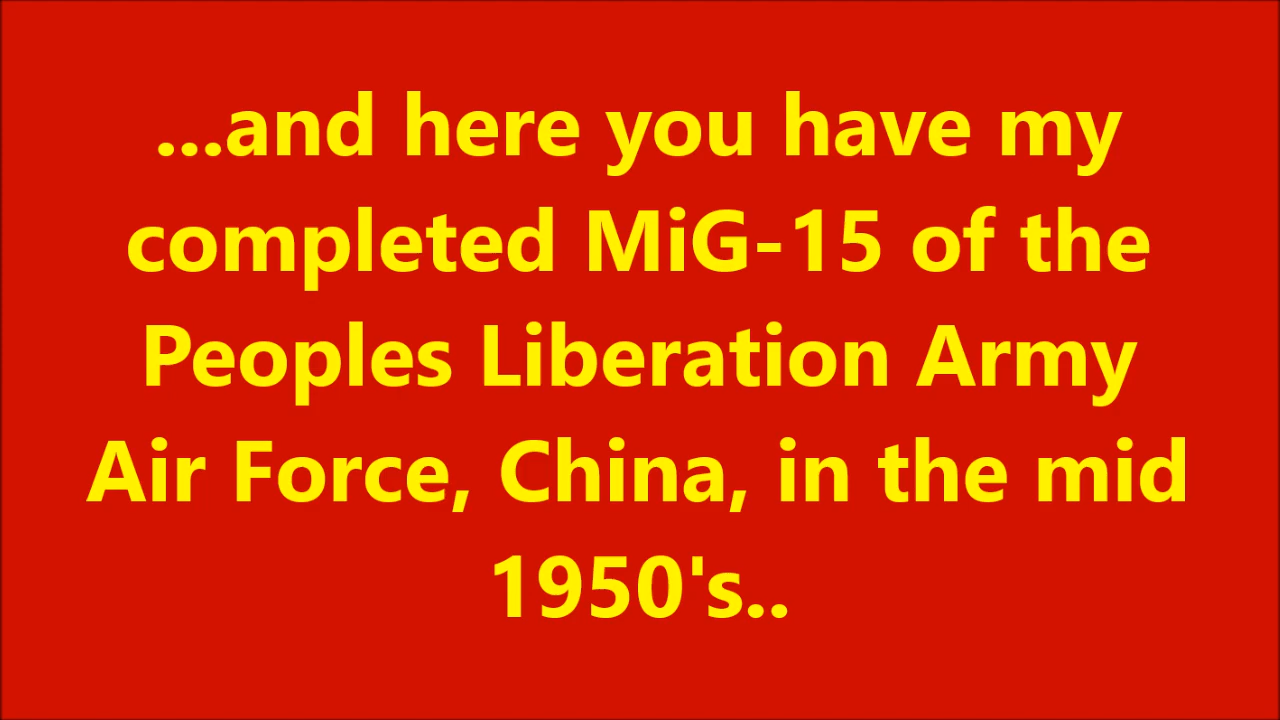 ...and here you have my
completed MiG-15 of the
Peoples Liberation Army
Air Force, China, in the mid
1950's..